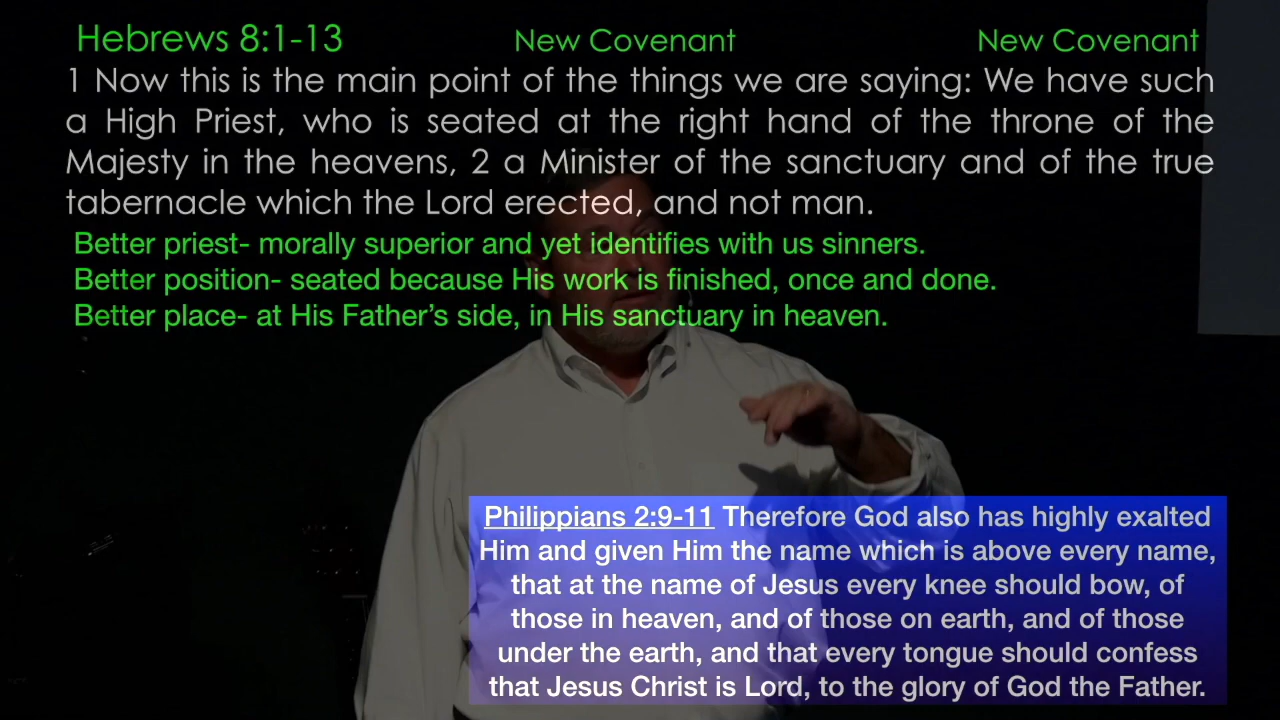 Hebrews 8:1-13 New Covenant New Covenant
1 Now this is the main point of the things we are saying: We have such
a High Priest, who is seated at the right hand of the throne of the
Majesty in the heavens, 2 a Minister of the sanctuary and of the true
tabernacle which the Lord erected, and not man.
Better priest- morally superior and yet identifies with us sinners.
Better position- seated because His work is finished, once and done.
Better place- at His Father’s side, in His sanctuary in heaven.
Philippians 2:9-11 Therefore God also has highly exalted
Him and given Him the name which is above every name,
that at the name of Jesus every knee should bow, of
those in heaven, and of those on earth, and of those
under the earth, and that every tongue should confess
that Jesus Christ is Lord, to the glory of God the Father.